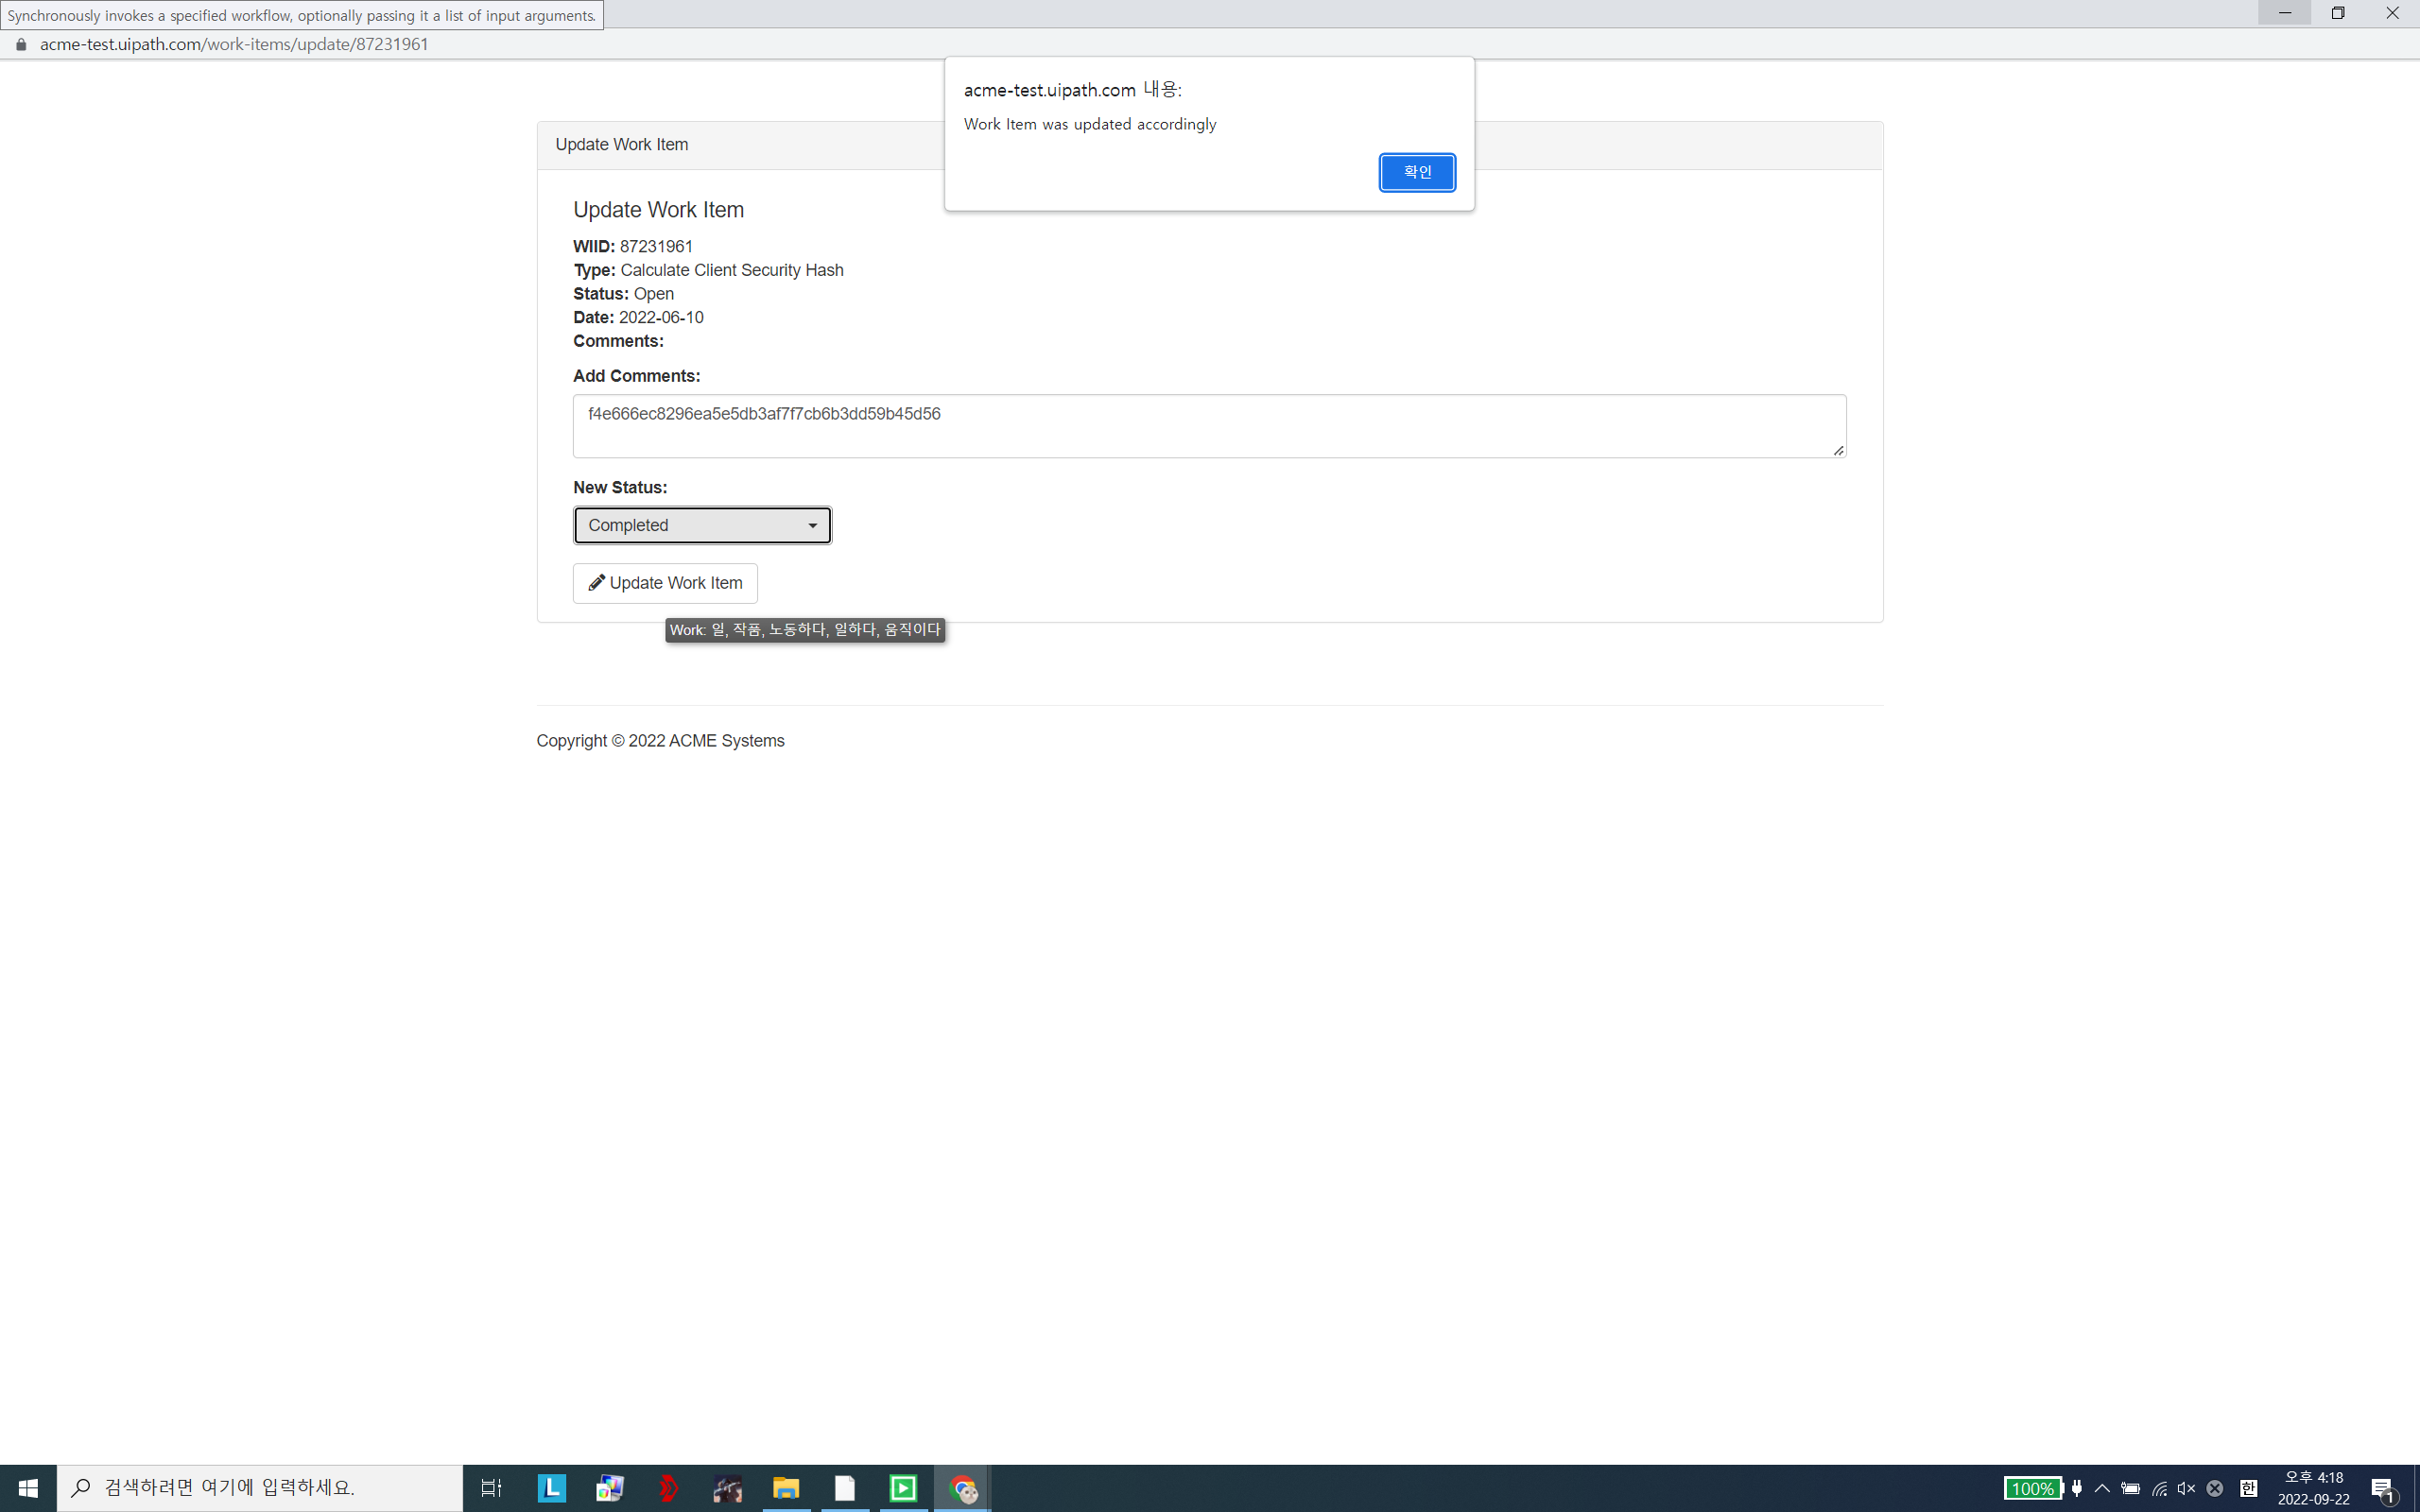 Synchronously invokes a specified workflow, optionally passing it a list of input arguments.
acme-test.uipath.com/work-items/update/87231961
acme-test.uipath.com 내용:
Work Item was updated accordingly
확인
Update Work Item
Update Work Item
WIID: 87231961
Type: Calculate Client Security Hash
Status: Open
Date: 2022-06-10
Comments:
Add Comments:
f4e666ec8296ea5e5db3af7f7cb6b3dd59b45d56
New Status:
Completed
Update Work Item
Work: 일, 작품, 노동하다, 일하다, 움직이다
Copyright © 2022 ACME Systems
검색하려면 여기에 입력하세요.
L
100%
한
오후 4:18
2022-09-22
1